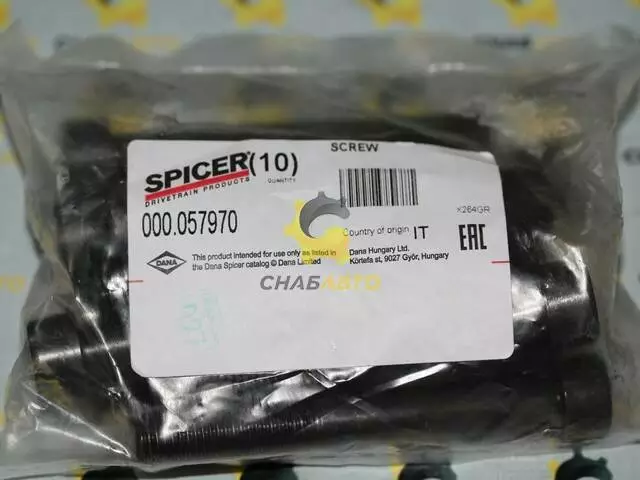 SCREW
SPICER (10)
DRIVETRAIN PRODUCTS
QUANTITY
000.057970
Country of origin IT
X264GR
EAC
DANA
This product intended for use only as listed in
the Dana Spicer catalog © Dana Limited
Dana Hungary Ltd.
Körtefa st, 9027 Győr, Hungary
СНАБАВТО